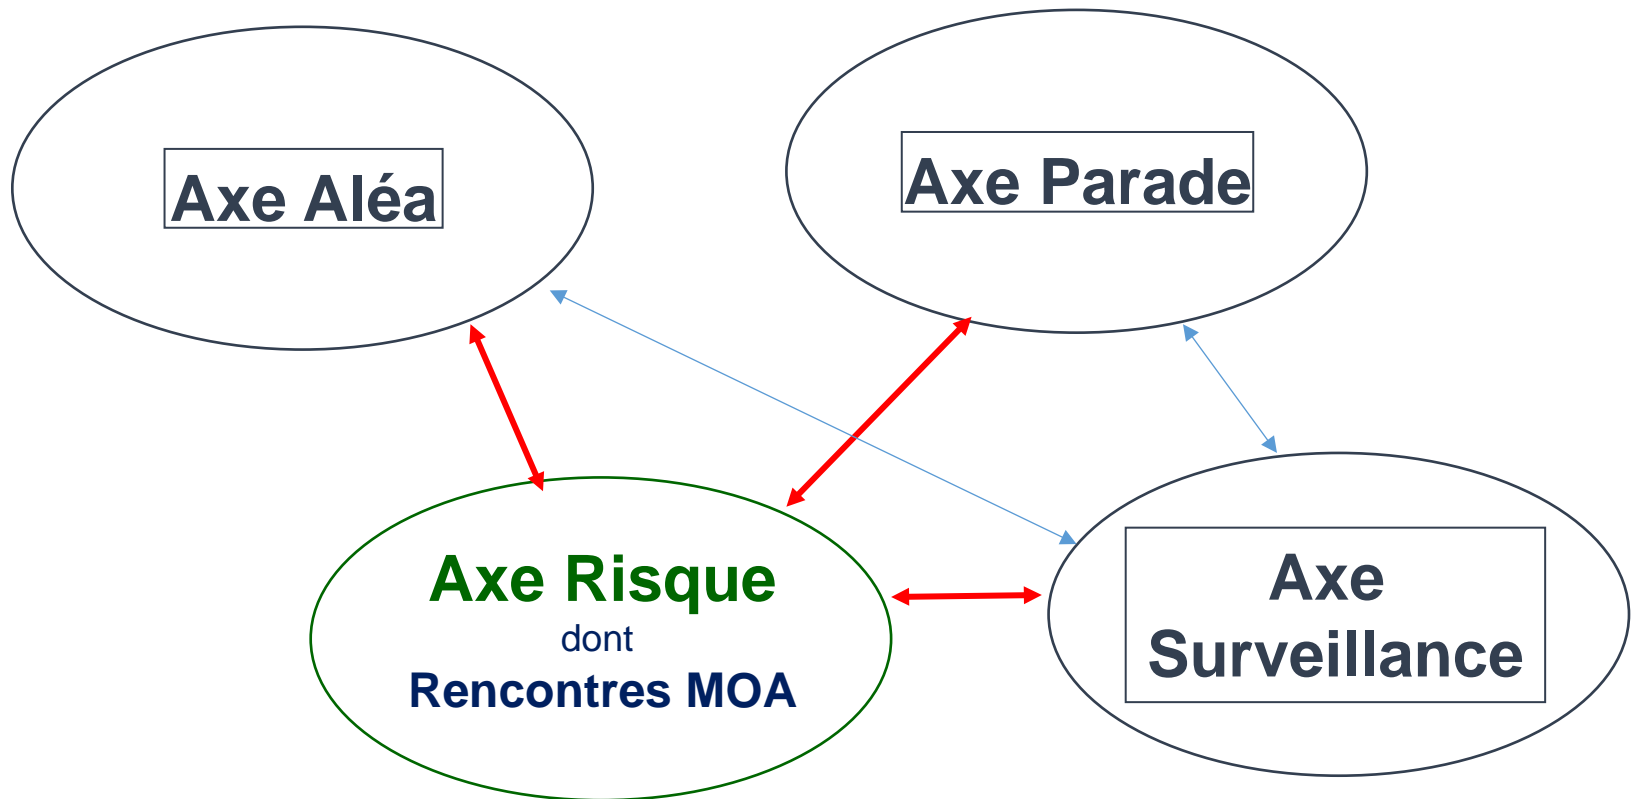 Axe Aléa
Axe Parade
Axe Risque
dont
Rencontres MOA
Axe
Surveillance